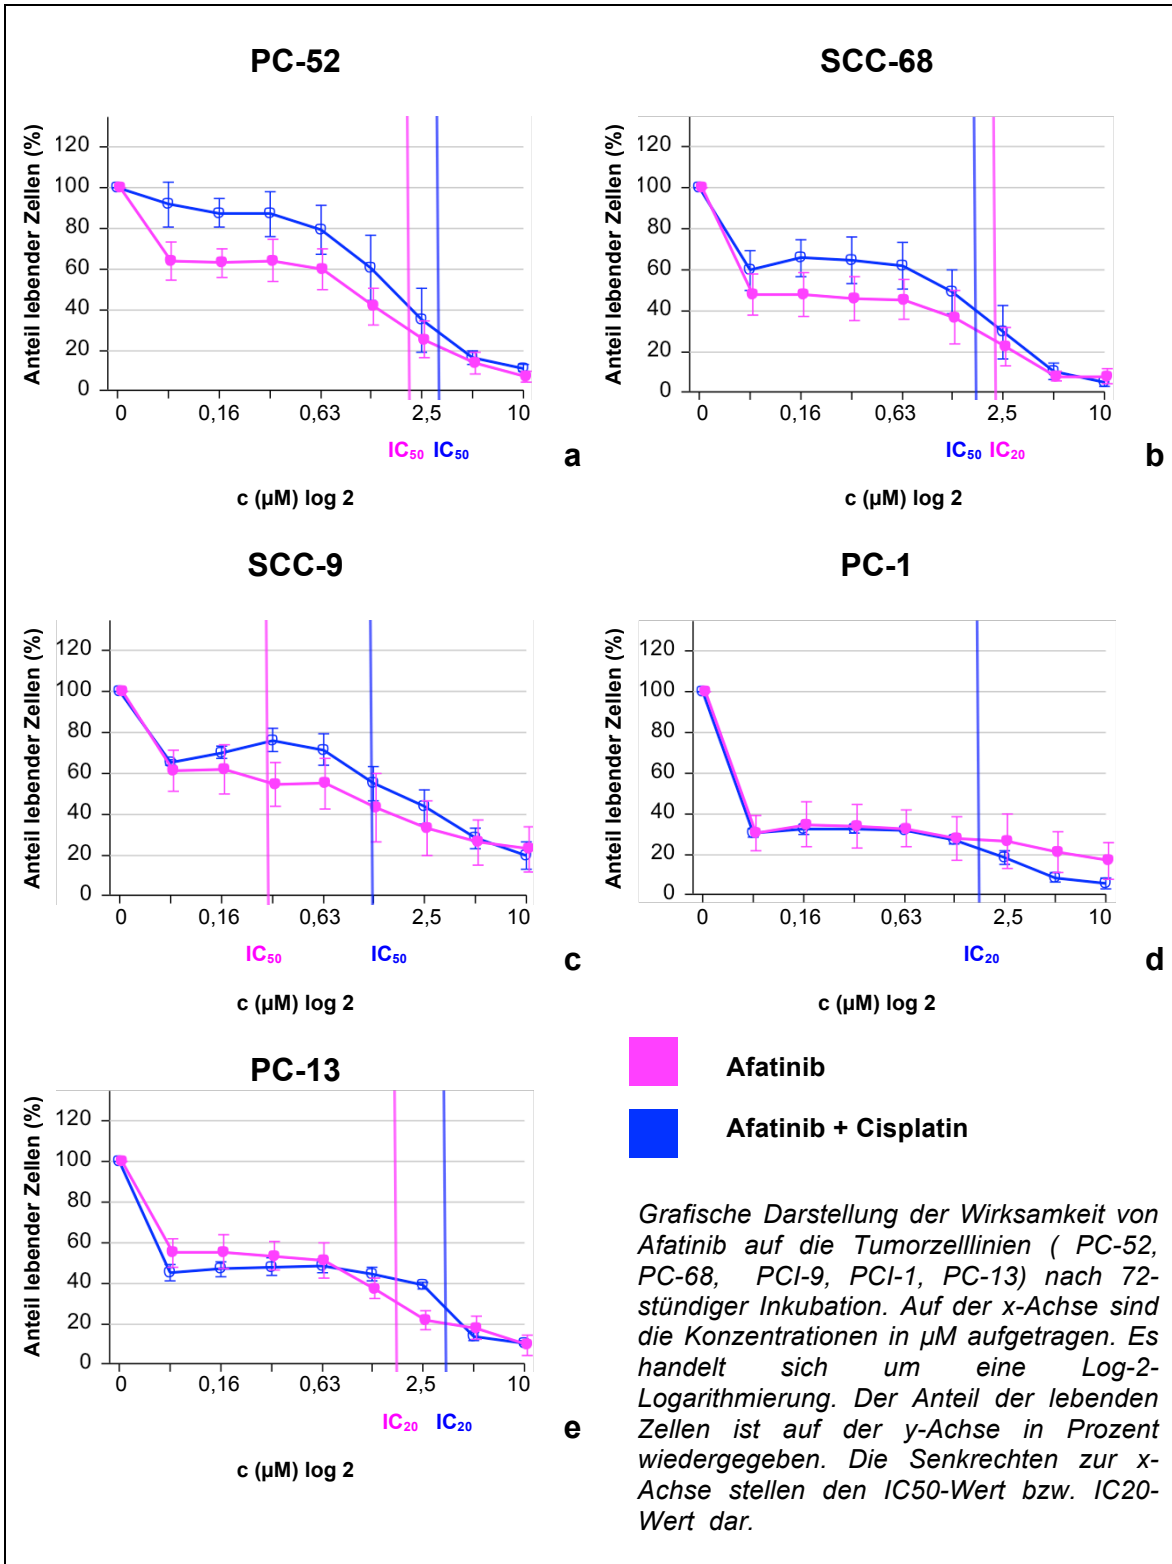 PC-52
Anteil lebender Zellen (%)
120
100
80
60
40
20
0
0 0,16 0,63 2,5 10
IC50 IC50
a
c (µM) log 2
SCC-68
Anteil lebender Zellen (%)
120
100
80
60
40
20
0
0 0,16 0,63 2,5 10
IC50 IC20
b
c (µM) log 2
SCC-9
Anteil lebender Zellen (%)
120
100
80
60
40
20
0
0 0,16 0,63 2,5 10
IC50 IC50
c
c (µM) log 2
PC-1
Anteil lebender Zellen (%)
120
100
80
60
40
20
0
0 0,16 0,63 2,5 10
IC20
d
c (µM) log 2
PC-13
Anteil lebender Zellen (%)
120
100
80
60
40
20
0
0 0,16 0,63 2,5 10
IC20 IC20
e
c (µM) log 2
Afatinib
Afatinib + Cisplatin
Grafische Darstellung der Wirksamkeit von
Afatinib auf die Tumorzelllinien ( PC-52,
PC-68, PCI-9, PCI-1, PC-13) nach 72-
stündiger Inkubation. Auf der x-Achse sind
die Konzentrationen in µM aufgetragen. Es
handelt sich um eine Log-2-
Logarithmierung. Der Anteil der lebenden
Zellen ist auf der y-Achse in Prozent
wiedergegeben. Die Senkrechten zur x-
Achse stellen den IC50-Wert bzw. IC20-
Wert dar.